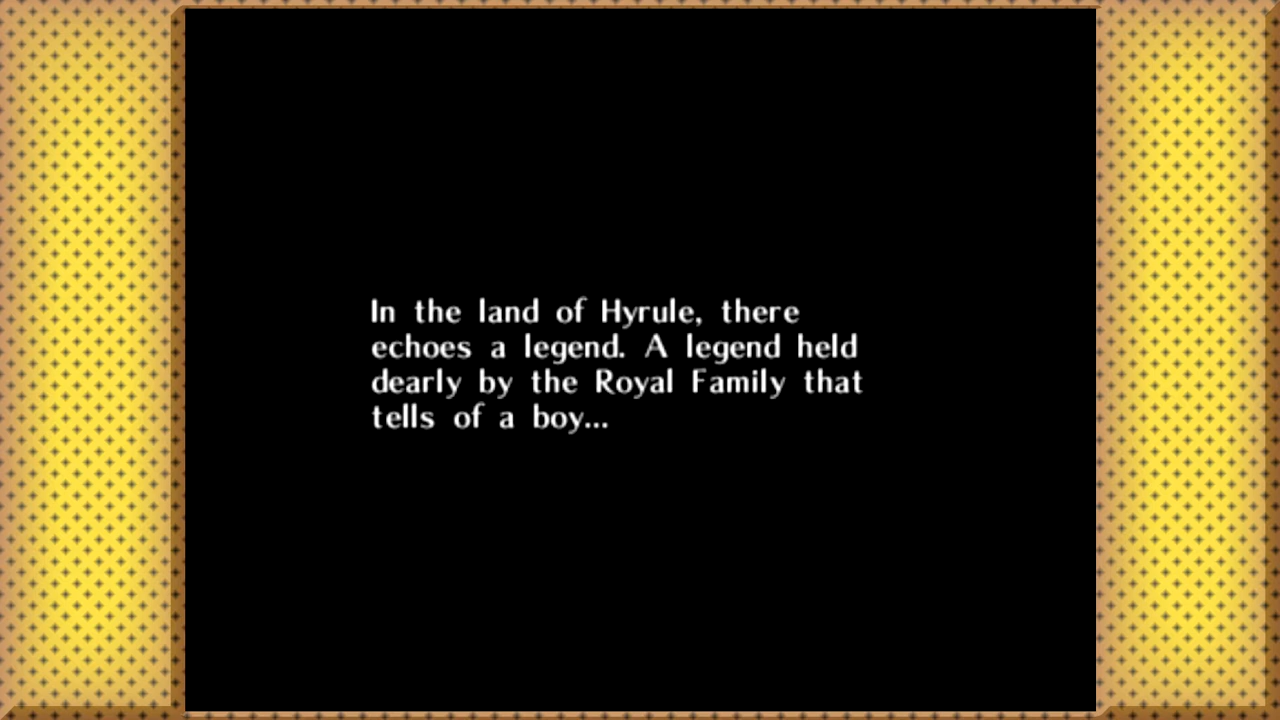 In the land of Hyrule, there
echoes a legend. A legend held
dearly by the Royal Family that
tells of a boy...